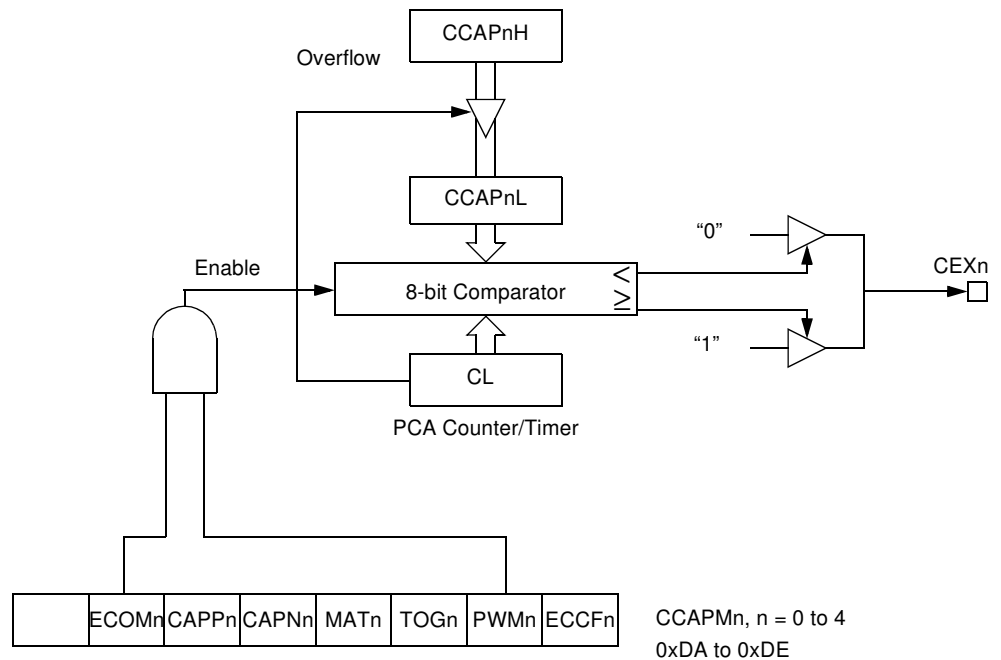 CCAPnH
Overflow
CCAPnL
“0”
Enable
<
8-bit Comparator
≥
CEXn
“1”
CL
PCA Counter/Timer
ECOMn CAPPn CAPNn MATn TOGn PWMn ECCFn
CCAPMn, n = 0 to 4
0xDA to 0xDE